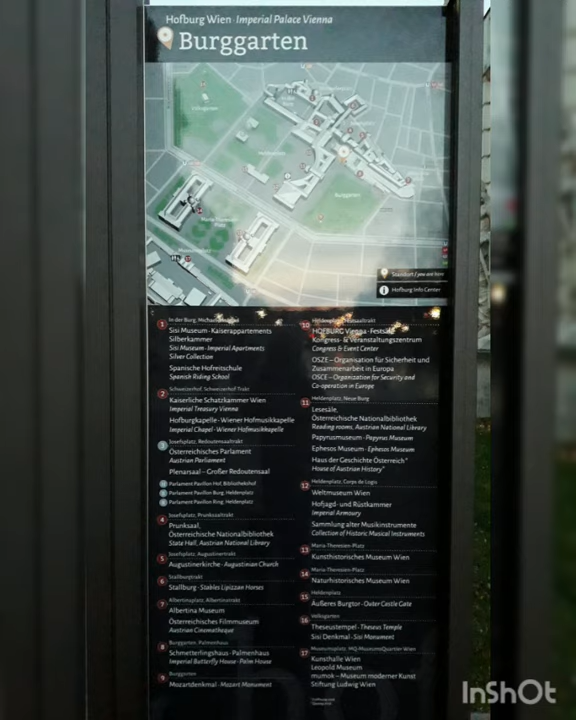 Hofburg Wien · Imperial Palace Vienna
Burggarten
Volksgarten
Heldenplatz
Burggarten
Maria-Theresien-
Platz
Standort / you are here
Hofburg Info Center
1
In der Burg, Michaelertrakt
Sisi Museum · Kaiserappartements
Silberkammer
Sisi Museum · Imperial Apartments
Silver Collection
Spanische Hofreitschule
Spanish Riding School
2
Schweizerhof, Schweizerhof Trakt
Kaiserliche Schatzkammer Wien
Imperial Treasury Vienna
Hofburgkapelle · Wiener Hofmusikkapelle
Imperial Chapel · Wiener Hofmusikkapelle
3
Josefsplatz, Redoutensaaltrakt
Österreichisches Parlament
Austrian Parliament
Plenarsaal – Großer Redoutensaal
Parlament Pavillon Hof, Bibliothekshof
Parlament Pavillon Burg, Heldenplatz
Parlament Pavillon Ring, Heldenplatz
4
Josefsplatz, Prunksaaltrakt
Prunksaal,
Österreichische Nationalbibliothek
State Hall, Austrian National Library
5
Josefsplatz, Augustinertrakt
Augustinerkirche · Augustinian Church
6
Stallburgtrakt
Stallburg · Stables Lipizzan Horses
7
Albertinaplatz, Albertinatrakt
Albertina Museum
Österreichisches Filmmuseum
Austrian Cinematheque
8
Burggarten, Palmenhaus
Schmetterlingshaus · Palmenhaus
Imperial Butterfly House · Palm House
9
Burggarten
Mozartdenkmal · Mozart Monument
10
Heldenplatz, Festsaaltrakt
HOFBURG Vienna · Festsäle
Kongress- & Veranstaltungszentrum
Congress & Event Center
OSZE – Organisation für Sicherheit und
Zusammenarbeit in Europa
OSCE – Organization for Security and
Co-operation in Europe
11
Heldenplatz, Neue Burg
Lesesäle,
Österreichische Nationalbibliothek
Reading rooms, Austrian National Library
Papyrusmuseum · Papyrus Museum
Ephesos Museum · Ephesos Museum
Haus der Geschichte Österreich*
House of Austrian History*
12
Heldenplatz, Corps de Logis
Weltmuseum Wien
Hofjagd- und Rüstkammer
Imperial Armoury
Sammlung alter Musikinstrumente
Collection of Historic Musical Instruments
13
Maria-Theresien-Platz
Kunsthistorisches Museum Wien
14
Maria-Theresien-Platz
Naturhistorisches Museum Wien
15
Heldenplatz
Äußeres Burgtor · Outer Castle Gate
16
Volksgarten
Theseustempel · Theseus Temple
Sisi Denkmal · Sisi Monument
17
Museumsplatz, MQ-MuseumsQuartier Wien
Kunsthalle Wien
Leopold Museum
mumok – Museum moderner Kunst
Stiftung Ludwig Wien
InShOt